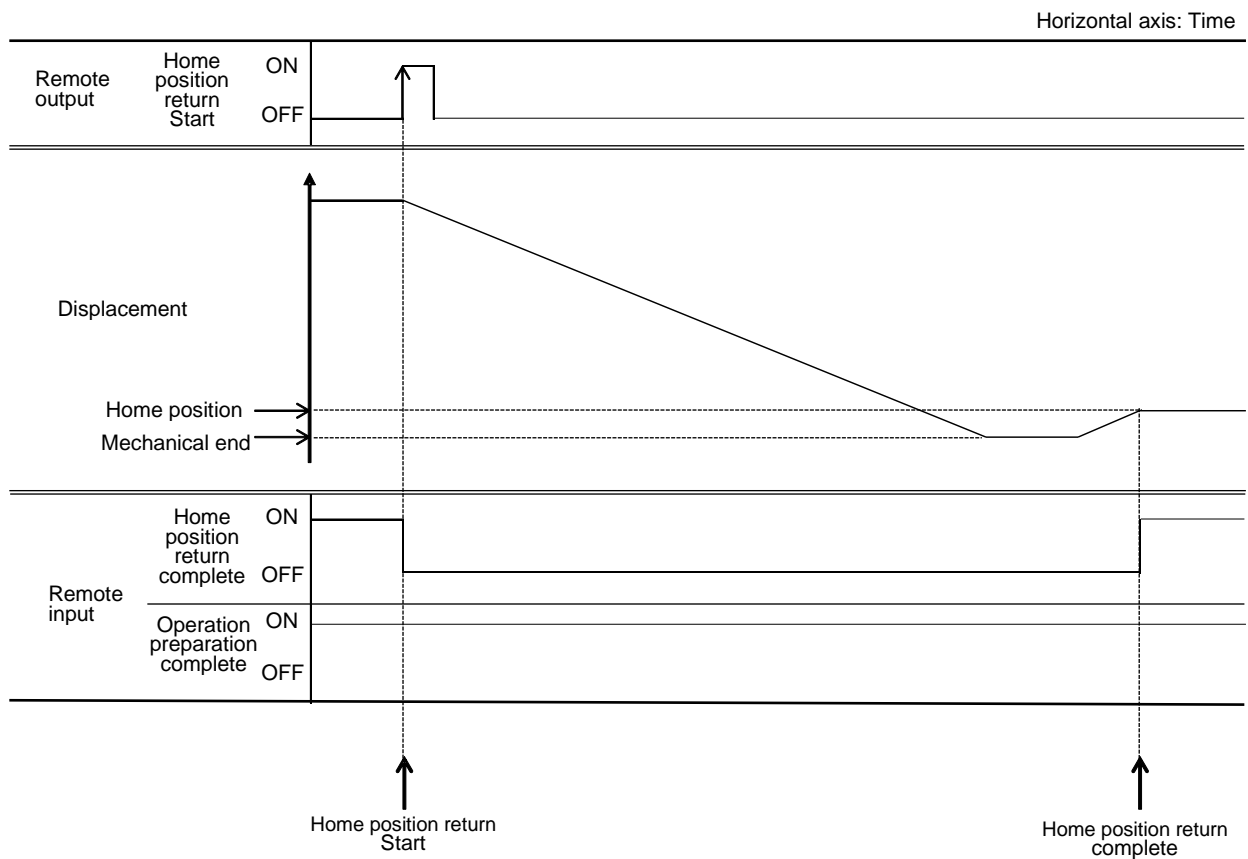 Horizontal axis: Time
Remote
output
Home
position
return
Start
ON
OFF
Displacement
Home position
Mechanical end
Remote
input
Home
position
return
complete
ON
OFF
Operation
preparation
complete
ON
OFF
Home position return
Start
Home position return
complete